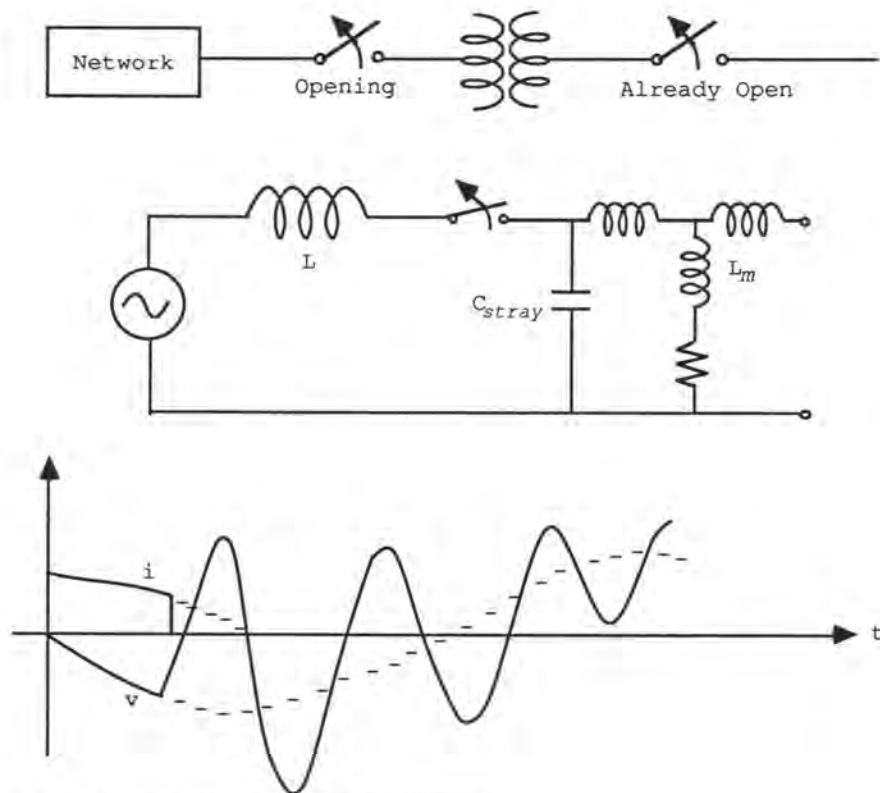 Network
Opening
Already Open
L
L_m
C_stray
i
t
v